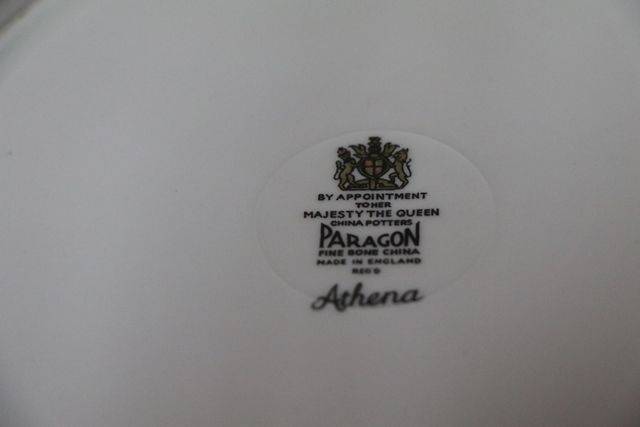 BY APPOINTMENT
TO HER
MAJESTY THE QUEEN
CHINA POTTERS
PARAGON
FINE BONE CHINA
MADE IN ENGLAND
REG'D
Athena